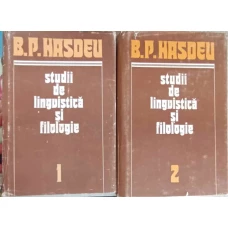 B.P. HASDEU
studii
de
lingvistică
și
filologie
1
B.P. HASDEU
studii
de
lingvistică
și
filologie
2